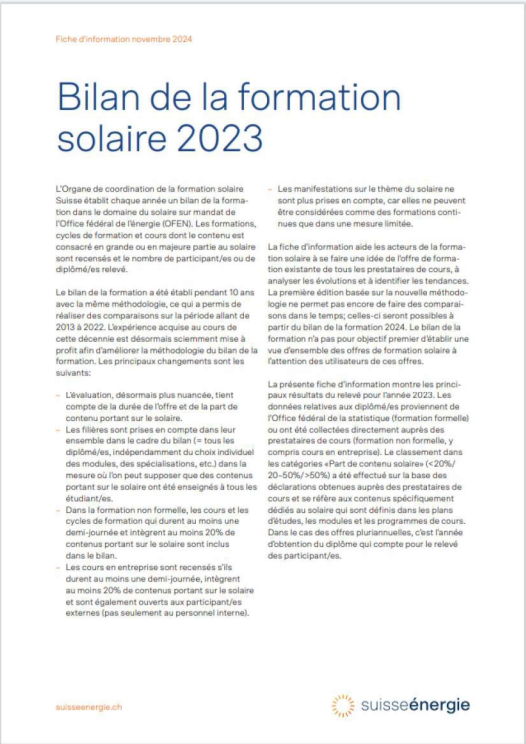 Fiche d'information novembre 2024
Bilan de la formation
solaire 2023
L'Organe de coordination de la formation solaire
Suisse établit chaque année un bilan de la forma-
tion dans le domaine du solaire sur mandat de
l'Office fédéral de l'énergie (OFEN). Les formations,
cycles de formation et cours dont le contenu est
consacré en grande ou en majeure partie au solaire
sont recensés et le nombre de participant/es ou de
diplômé/es relevé.
Le bilan de la formation a été établi pendant 10 ans
avec la même méthodologie, ce qui a permis de
réaliser des comparaisons sur la période allant de
2013 à 2022. L'expérience acquise au cours de
cette décennie est désormais sciemment mise à
profit afin d'améliorer la méthodologie du bilan de la
formation. Les principaux changements sont les
suivants:
– L'évaluation, désormais plus nuancée, tient
compte de la durée de l'offre et de la part de
contenu portant sur le solaire.
– Les filières sont prises en compte dans leur
ensemble dans le cadre du bilan (= tous les
diplômé/es, indépendamment du choix individuel
des modules, des spécialisations, etc.) dans la
mesure où l'on peut supposer que des contenus
portant sur le solaire ont été enseignés à tous les
étudiant/es.
– Dans la formation non formelle, les cours et les
cycles de formation qui durent au moins une
demi-journée et intègrent au moins 20% de
contenus portant sur le solaire sont inclus
dans le bilan.
– Les cours en entreprise sont recensés s'ils
durent au moins une demi-journée, intègrent
au moins 20% de contenus portant sur le solaire
et sont également ouverts aux participant/es
externes (pas seulement au personnel interne).
– Les manifestations sur le thème du solaire ne
sont plus prises en compte, car elles ne peuvent
être considérées comme des formations conti-
nues que dans une mesure limitée.
La fiche d'information aide les acteurs de la forma-
tion solaire à se faire une idée de l'offre de forma-
tion existante de tous les prestataires de cours, à
analyser les évolutions et à identifier les tendances.
La première édition basée sur la nouvelle méthodo-
logie ne permet pas encore de faire des comparai-
sons dans le temps; celles-ci seront possibles à
partir du bilan de la formation 2024. Le bilan de la
formation n'a pas pour objectif premier d'établir une
vue d'ensemble des offres de formation solaire à
l'attention des utilisateurs de ces offres.
La présente fiche d'information montre les princi-
paux résultats du relevé pour l'année 2023. Les
données relatives aux diplômé/es proviennent de
l'Office fédéral de la statistique (formation formelle)
ou ont été collectées directement auprès des
prestataires de cours (formation non formelle, y
compris cours en entreprise). Le classement dans
les catégories «Part de contenu solaire» (<20%/
20–50%/>50%) a été effectué sur la base des
déclarations obtenues auprès des prestataires de
cours et se réfère aux contenus spécifiquement
dédiés au solaire qui sont définis dans les plans
d'études, les modules et les programmes de cours.
Dans le cas des offres pluriannuelles, c'est l'année
d'obtention du diplôme qui compte pour le relevé
des participant/es.
suisseenergie.ch
suisseénergie